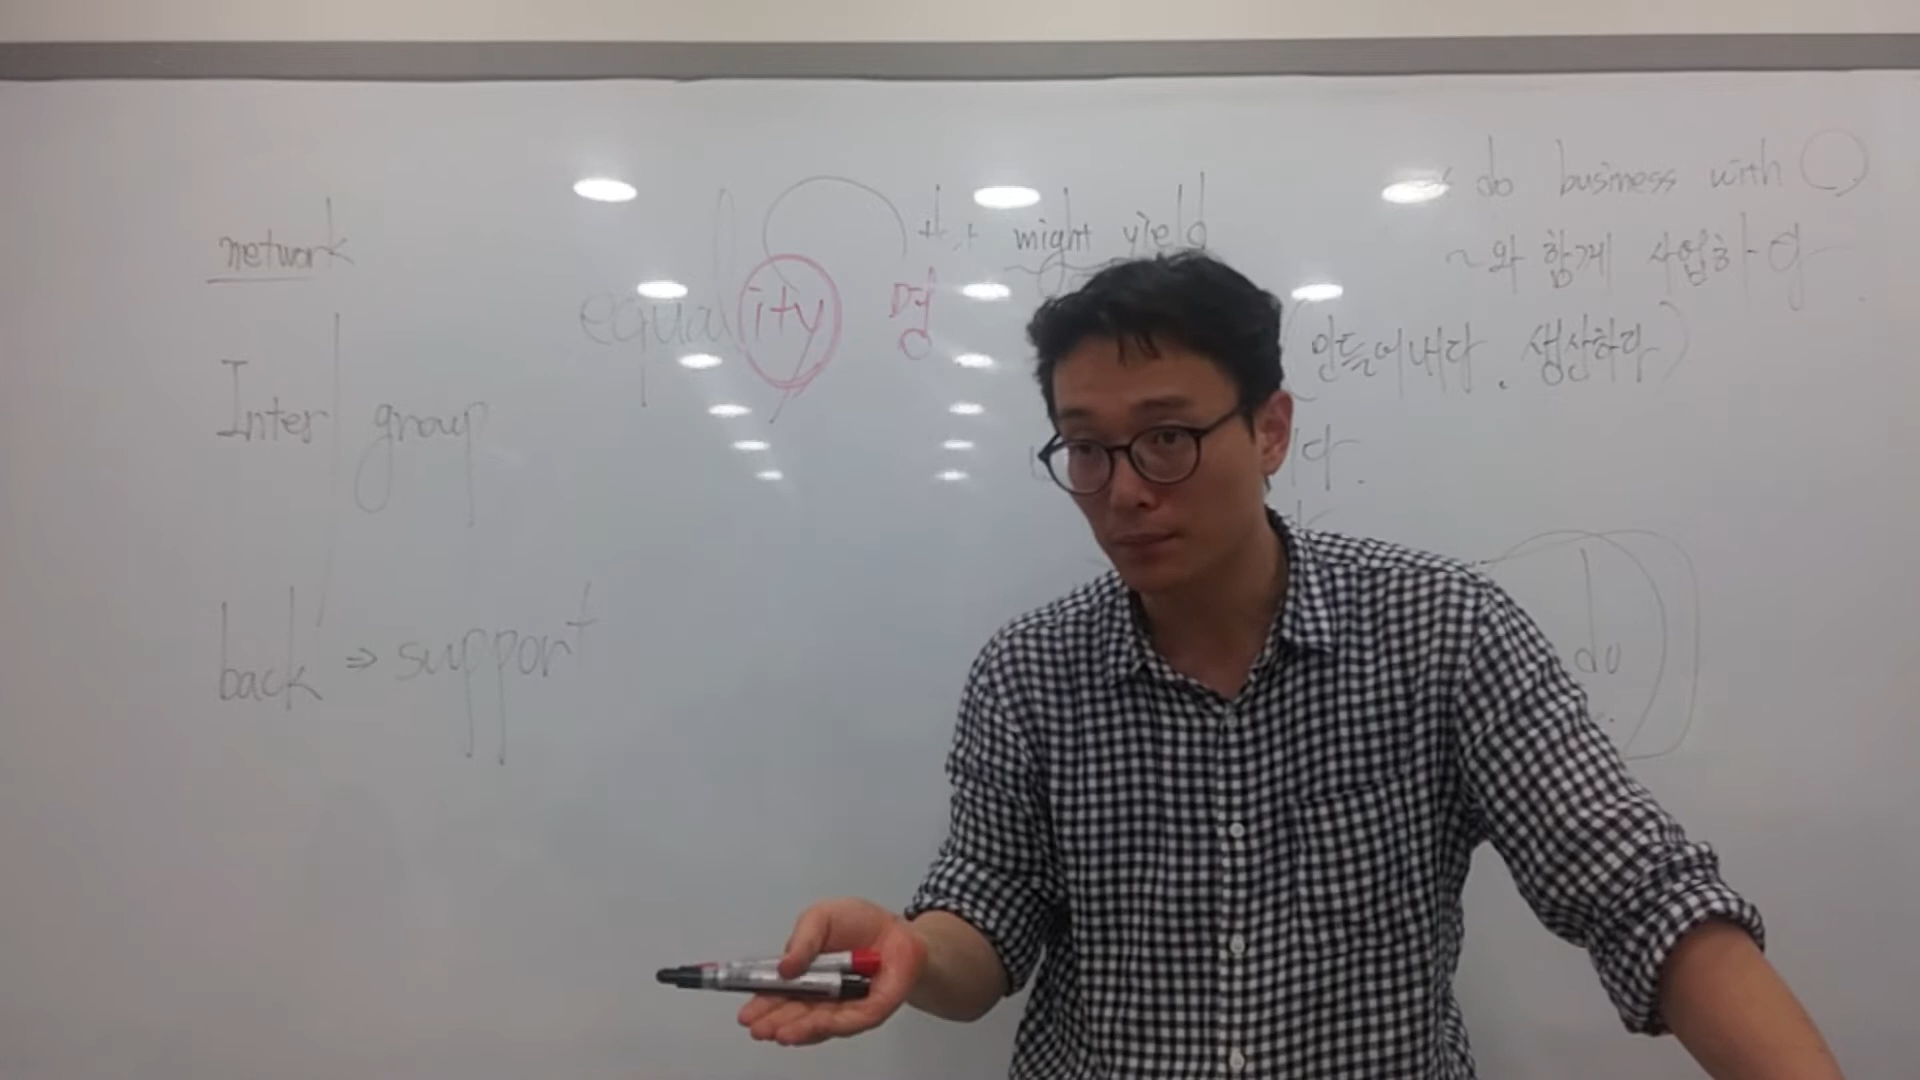 network
Inter group
back ⇒ support
equality 명
might yield
do business with
~와 함께 사업하
(만들어내다. 생산하다)
다.
do